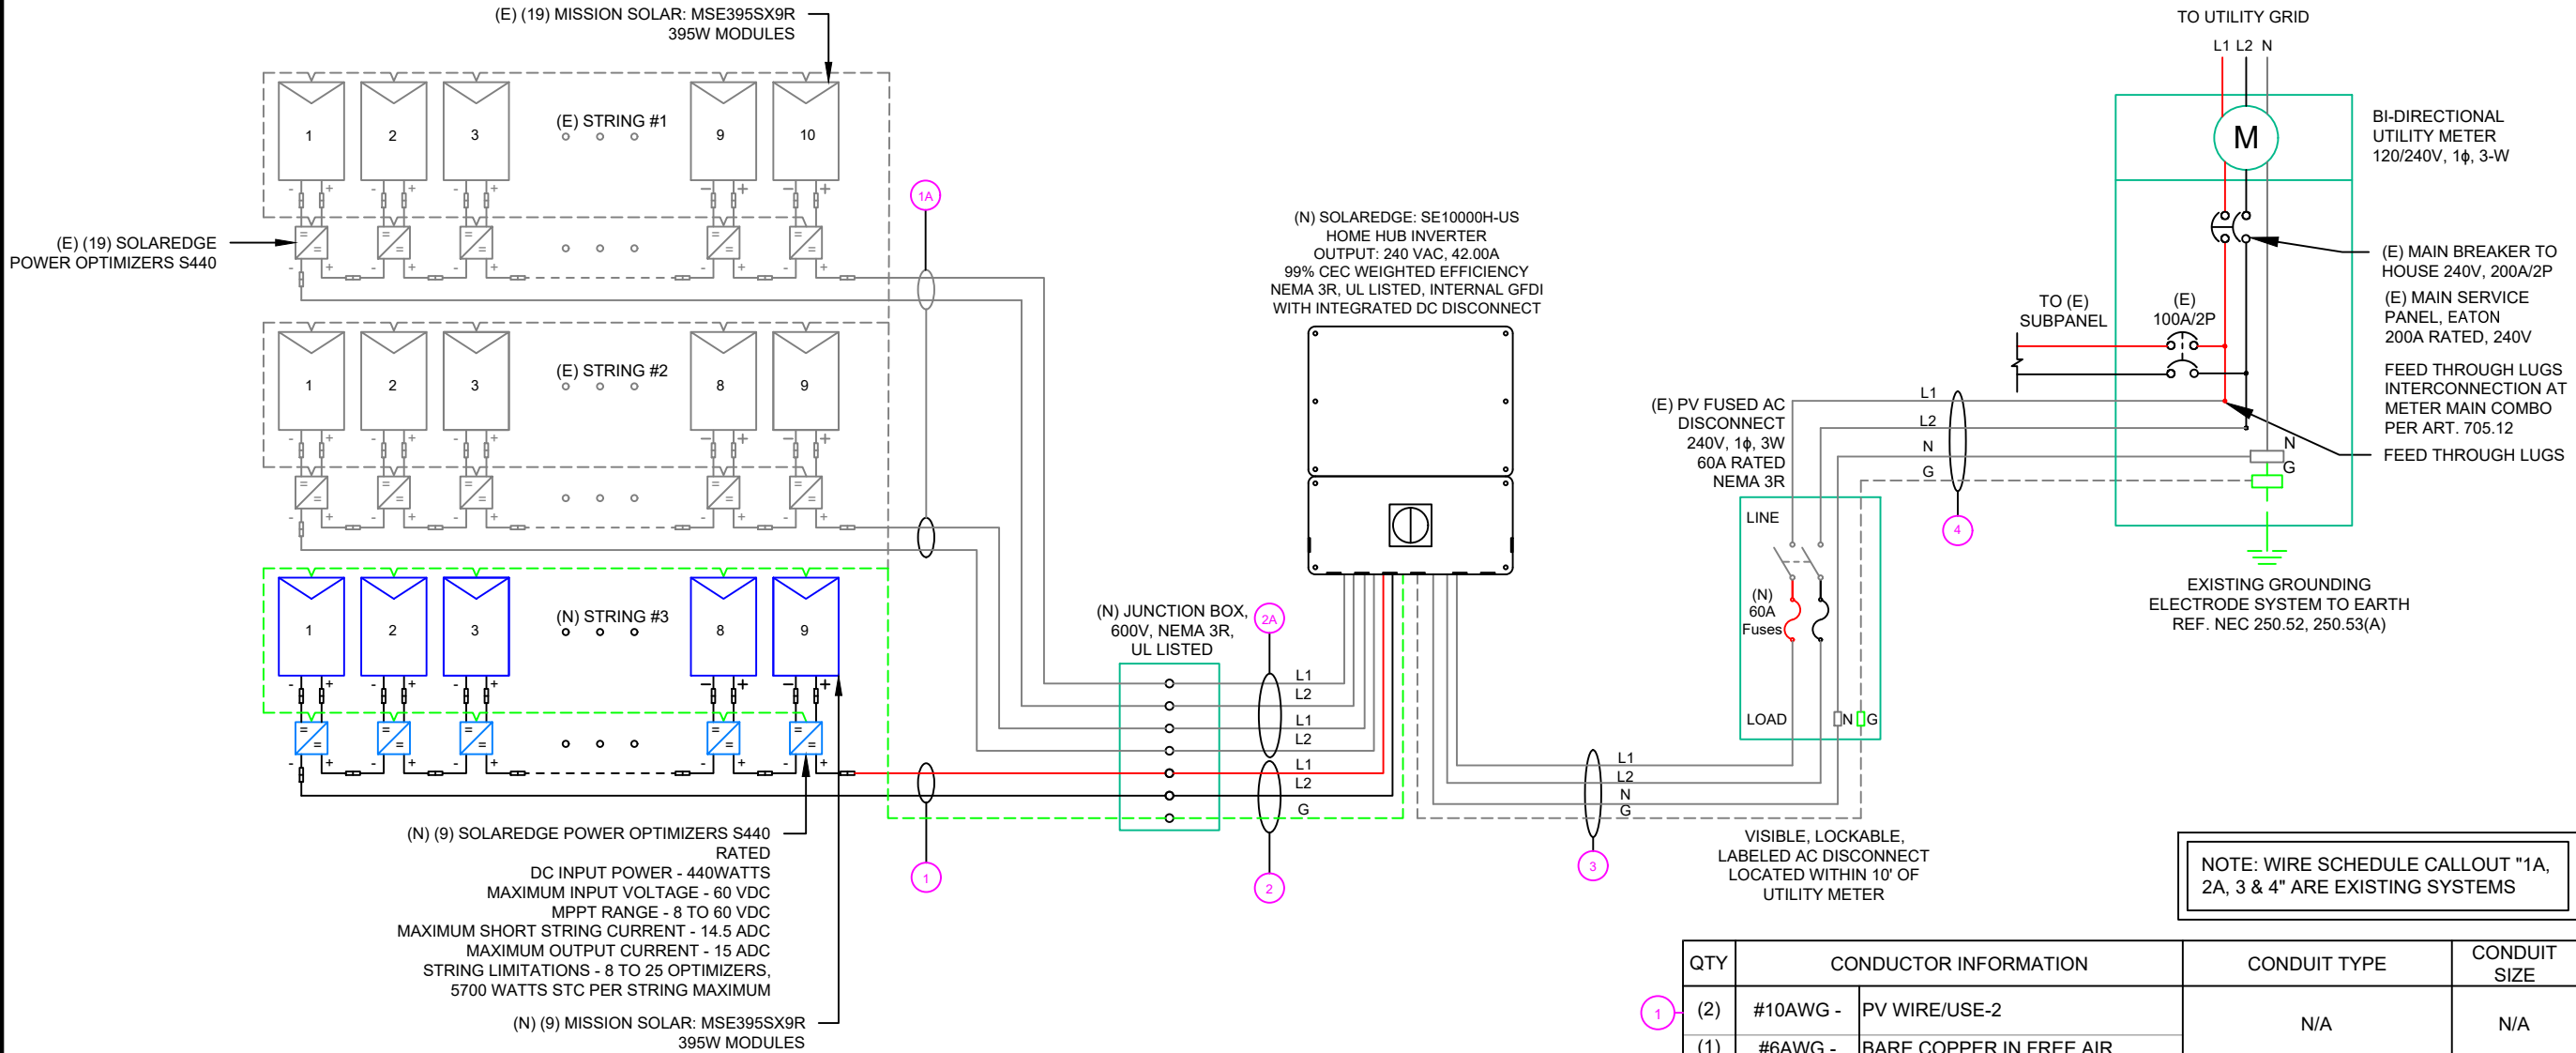 (E) (19) MISSION SOLAR: MSE395SX9R
395W MODULES
1 2 3 (E) STRING #1 9 10
- + - + - + - + - +
(E) (19) SOLAREDGE
POWER OPTIMIZERS S440
- + - + - + - + - +
1A
1 2 3 (E) STRING #2 8 9
- + - + - + - + - +
- + - + - + - + - +
1 2 3 (N) STRING #3 8 9
- + - + - + - + - +
- + - + - + - + - +
(N) (9) SOLAREDGE POWER OPTIMIZERS S440
RATED
DC INPUT POWER - 440WATTS
MAXIMUM INPUT VOLTAGE - 60 VDC
MPPT RANGE - 8 TO 60 VDC
MAXIMUM SHORT STRING CURRENT - 14.5 ADC
MAXIMUM OUTPUT CURRENT - 15 ADC
STRING LIMITATIONS - 8 TO 25 OPTIMIZERS,
5700 WATTS STC PER STRING MAXIMUM
(N) (9) MISSION SOLAR: MSE395SX9R
395W MODULES
1
(N) JUNCTION BOX,
600V, NEMA 3R,
UL LISTED
2A
L1
L2
L1
L2
L1
L2
G
2
(N) SOLAREDGE: SE10000H-US
HOME HUB INVERTER
OUTPUT: 240 VAC, 42.00A
99% CEC WEIGHTED EFFICIENCY
NEMA 3R, UL LISTED, INTERNAL GFDI
WITH INTEGRATED DC DISCONNECT
L1
L2
N
G
3
(E) PV FUSED AC
DISCONNECT
240V, 1ϕ, 3W
60A RATED
NEMA 3R
LINE
(N)
60A
Fuses
LOAD
N G
VISIBLE, LOCKABLE,
LABELED AC DISCONNECT
LOCATED WITHIN 10' OF
UTILITY METER
L1
L2
N
G
4
TO UTILITY GRID
L1 L2 N
M
BI-DIRECTIONAL
UTILITY METER
120/240V, 1ϕ, 3-W
(E) MAIN BREAKER TO
HOUSE 240V, 200A/2P
(E) MAIN SERVICE
PANEL, EATON
200A RATED, 240V
TO (E)
SUBPANEL
(E)
100A/2P
FEED THROUGH LUGS
INTERCONNECTION AT
METER MAIN COMBO
PER ART. 705.12
FEED THROUGH LUGS
N
G
EXISTING GROUNDING
ELECTRODE SYSTEM TO EARTH
REF. NEC 250.52, 250.53(A)
NOTE: WIRE SCHEDULE CALLOUT "1A,
2A, 3 & 4" ARE EXISTING SYSTEMS
QTY CONDUCTOR INFORMATION CONDUIT TYPE CONDUIT SIZE
1 (2) #10AWG - PV WIRE/USE-2 N/A N/A
(1) #6AWG - BARE COPPER IN FREE AIR